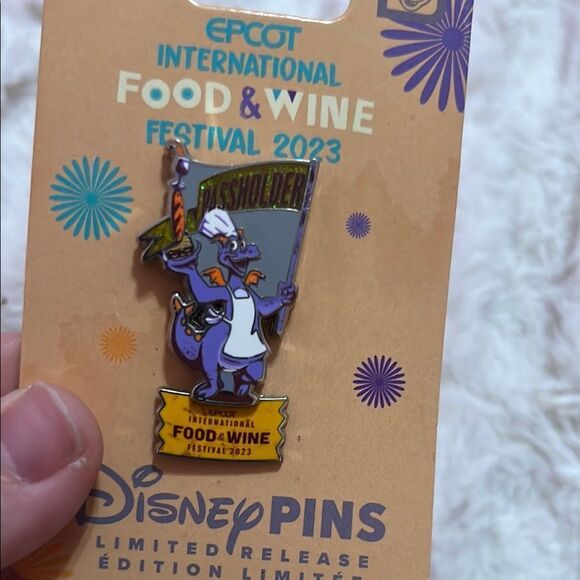 EPCOT
INTERNATIONAL
FOOD & WINE
FESTIVAL 2023
PASSHOLDER
EPCOT
INTERNATIONAL
FOOD & WINE
FESTIVAL 2023
Disney PINS
LIMITED RELEASE
ÉDITION LIMITÉE